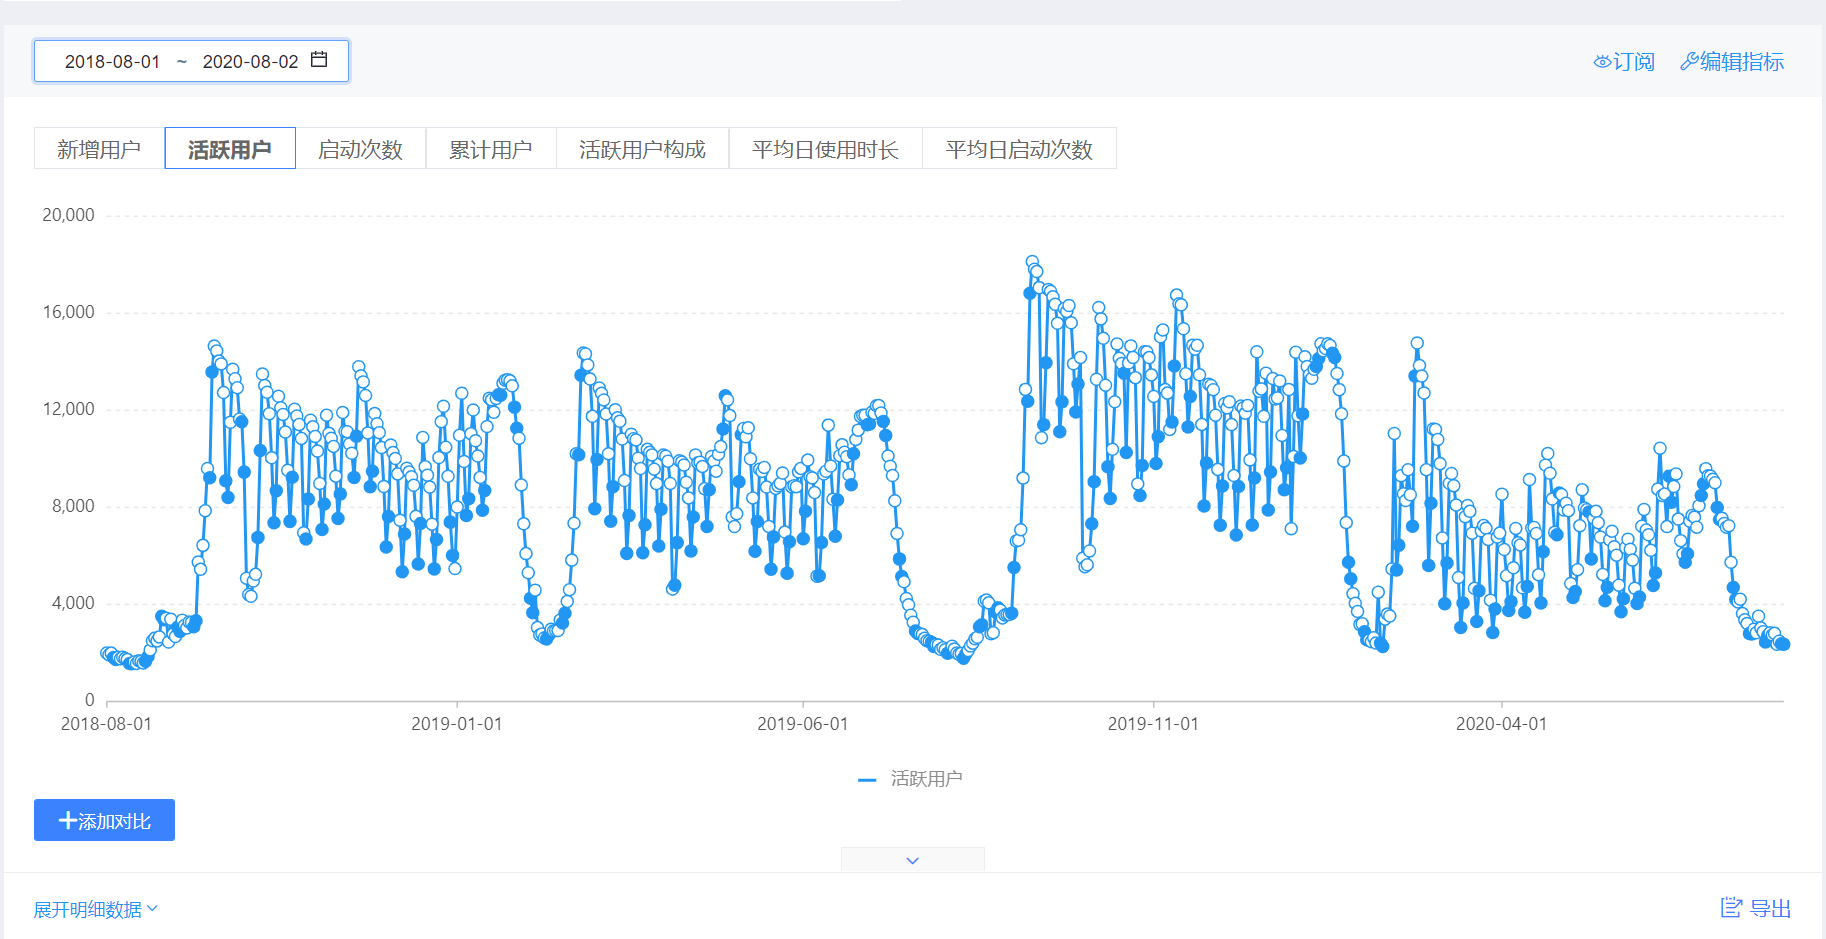 2018-08-01 ~ 2020-08-02
订阅 编辑指标
新增用户 活跃用户 启动次数 累计用户 活跃用户构成 平均日使用时长 平均日启动次数
20,000
16,000
12,000
8,000
4,000
0
2018-08-01 2019-01-01 2019-06-01 2019-11-01 2020-04-01
活跃用户
添加对比
展开明细数据 导出